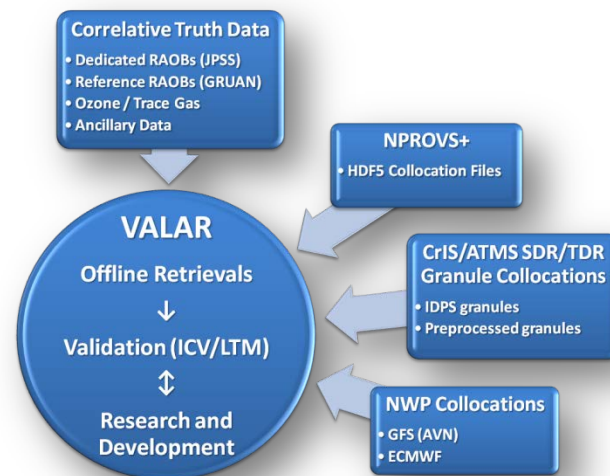 Correlative Truth Data
• Dedicated RAOBs (JPSS)
• Reference RAOBs (GRUAN)
• Ozone / Trace Gas
• Ancillary Data
NPROVS+
• HDF5 Collocation Files
VALAR
Offline Retrievals
↓
Validation (ICV/LTM)
↕
Research and
Development
CrIS/ATMS SDR/TDR
Granule Collocations
• IDPS granules
• Preprocessed granules
NWP Collocations
• GFS (AVN)
• ECMWF